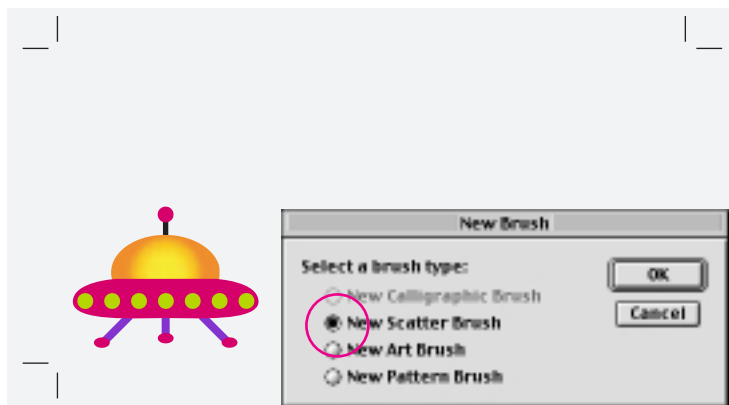 New Brush
Select a brush type:
New Calligraphic Brush
New Scatter Brush
New Art Brush
New Pattern Brush
OK
Cancel